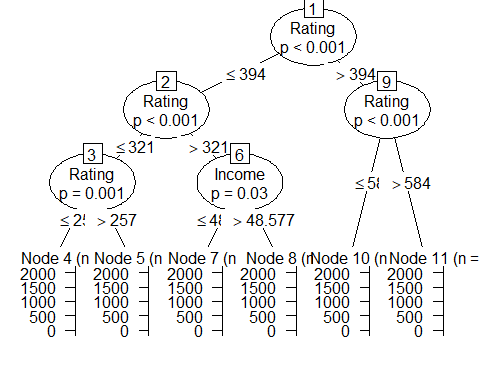 1
Rating
p < 0.001
≤ 394
> 394
2
Rating
p < 0.001
9
Rating
p < 0.001
≤ 321
> 321
3
Rating
p = 0.001
6
Income
p = 0.03
≤ 58
> 584
≤ 25
> 257
≤ 48
> 48.577
Node 4 (n
Node 5 (n
Node 7 (n
Node 8 (n
Node 10 (n
Node 11 (n =
2000 2000 2000 2000 2000 2000
1500 1500 1500 1500 1500 1500
1000 1000 1000 1000 1000 1000
500 500 500 500 500 500
0 0 0 0 0 0